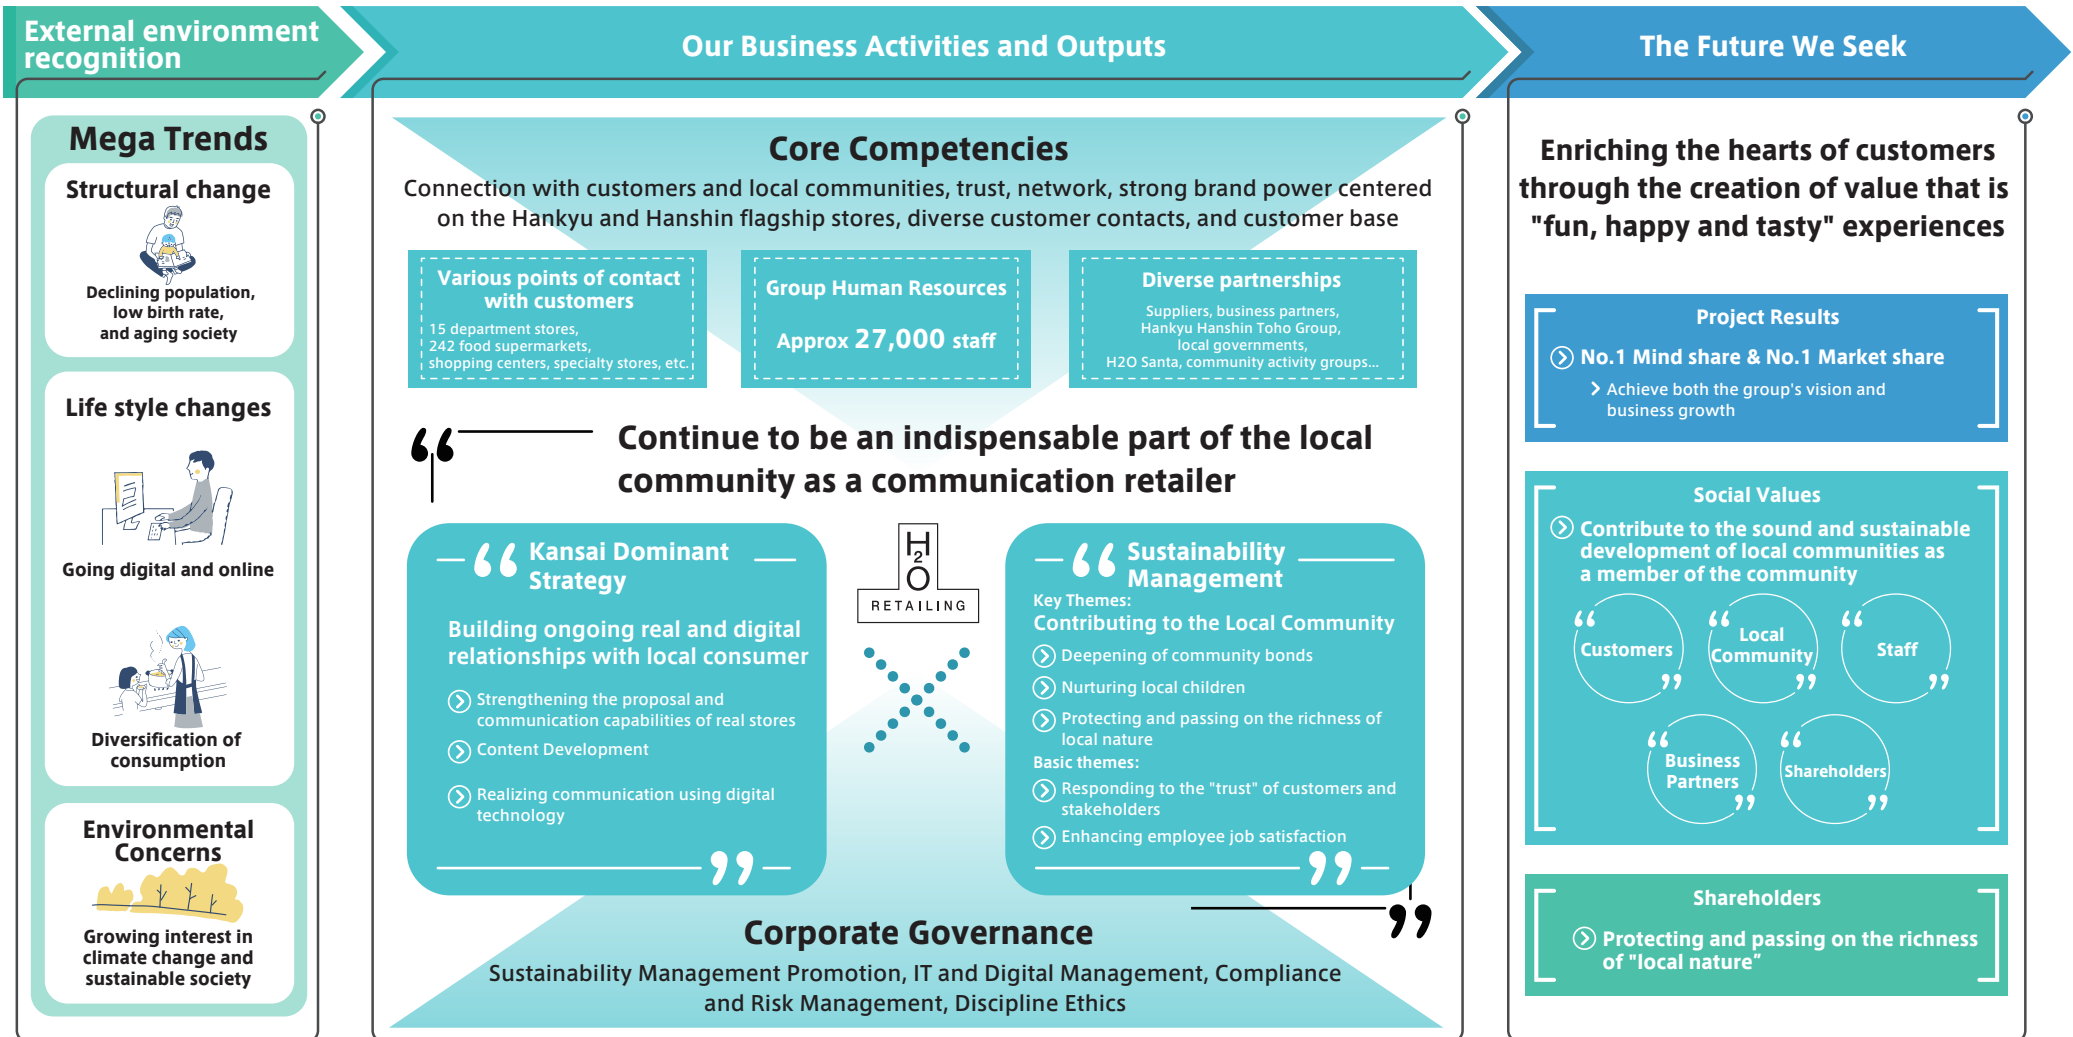 External environment
recognition
Our Business Activities and Outputs
The Future We Seek
Mega Trends
Structural change
Declining population,
low birth rate,
and aging society
Life style changes
Going digital and online
Diversification of
consumption
Environmental
Concerns
Growing interest in
climate change and
sustainable society
Core Competencies
Connection with customers and local communities, trust, network, strong brand power centered
on the Hankyu and Hanshin flagship stores, diverse customer contacts, and customer base
Various points of contact
with customers
15 department stores,
242 food supermarkets,
shopping centers, specialty stores, etc.
Group Human Resources
Approx 27,000 staff
Diverse partnerships
Suppliers, business partners,
Hankyu Hanshin Toho Group,
local governments,
H2O Santa, community activity groups...
“ Continue to be an indispensable part of the local
community as a communication retailer
“ Kansai Dominant
Strategy
Building ongoing real and digital
relationships with local consumer
Strengthening the proposal and
communication capabilities of real stores
Content Development
Realizing communication using digital
technology
”
H
2
O
RETAILING
“ Sustainability
Management
Key Themes:
Contributing to the Local Community
Deepening of community bonds
Nurturing local children
Protecting and passing on the richness of
local nature
Basic themes:
Responding to the "trust" of customers and
stakeholders
Enhancing employee job satisfaction
”
”
Corporate Governance
Sustainability Management Promotion, IT and Digital Management, Compliance
and Risk Management, Discipline Ethics
Enriching the hearts of customers
through the creation of value that is
"fun, happy and tasty" experiences
Project Results
No.1 Mind share & No.1 Market share
Achieve both the group's vision and
business growth
Social Values
Contribute to the sound and sustainable
development of local communities as
a member of the community
“ Customers ”
“ Local
Community ”
“ Staff ”
“ Business
Partners ”
“ Shareholders ”
Shareholders
Protecting and passing on the richness
of "local nature”